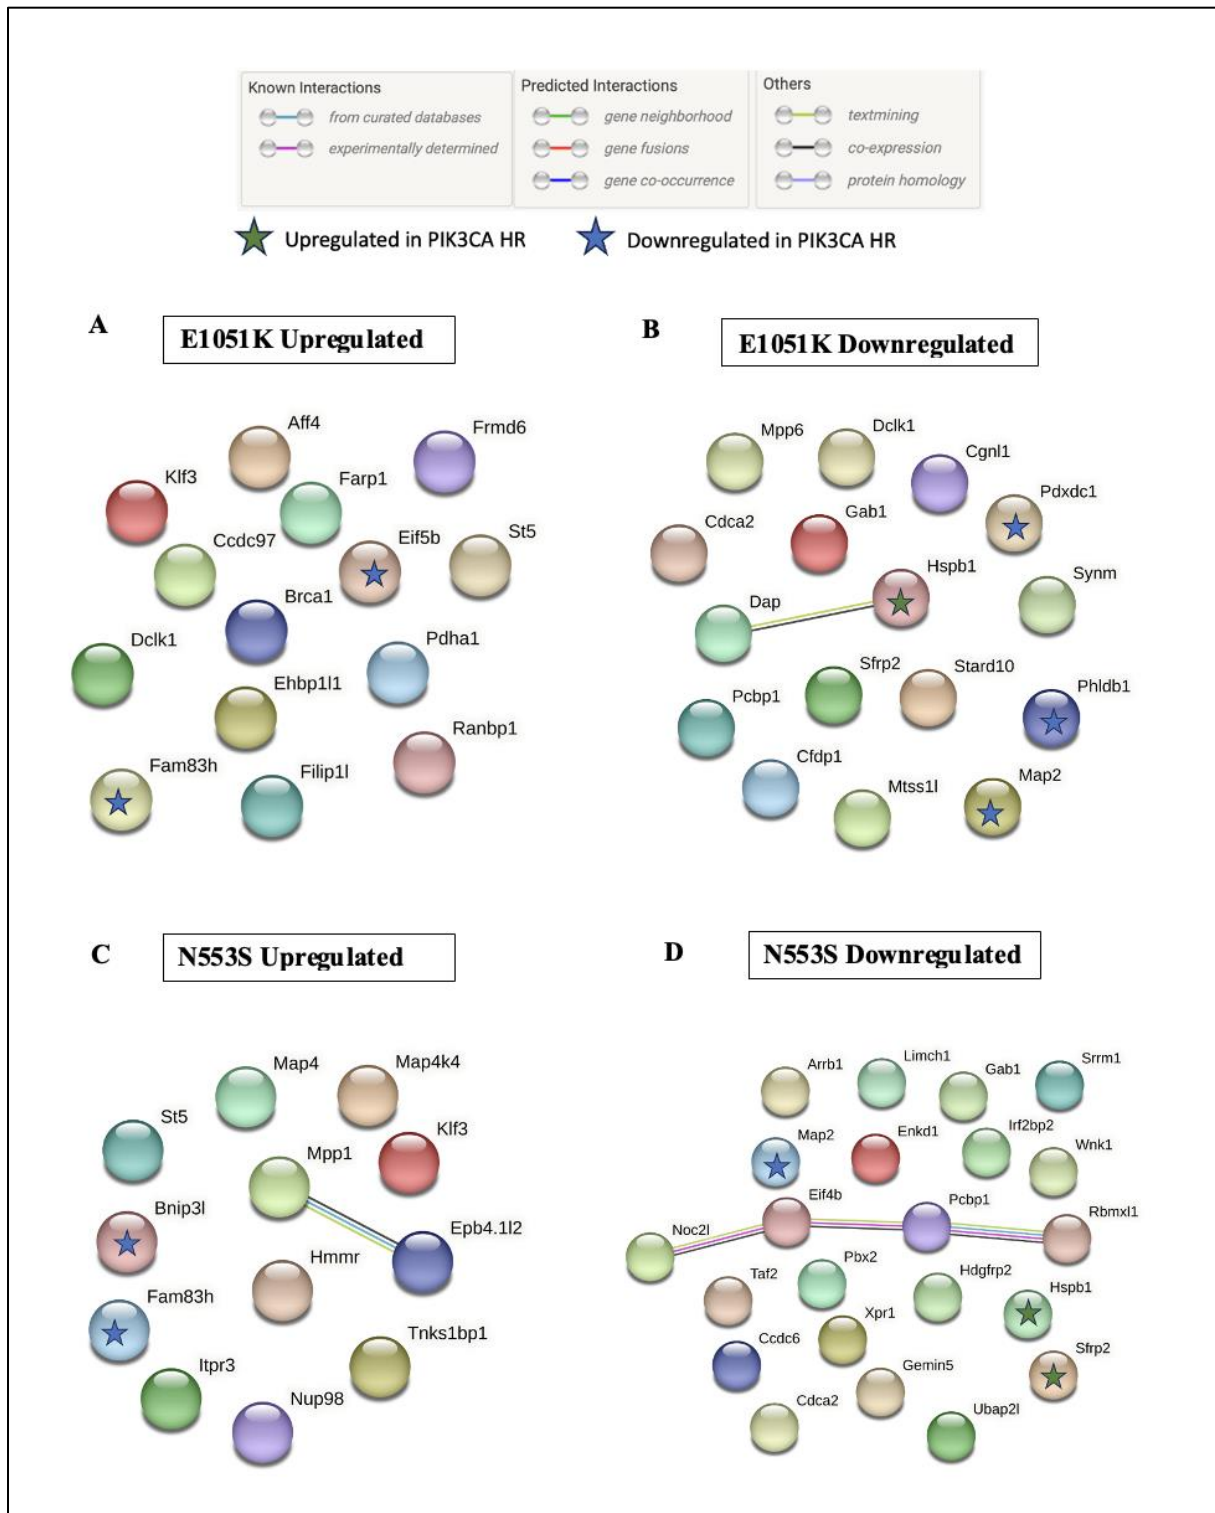 Known Interactions
from curated databases
experimentally determined
Predicted Interactions
gene neighborhood
gene fusions
gene co-occurrence
Others
textmining
co-expression
protein homology
Upregulated in PIK3CA HR
Downregulated in PIK3CA HR
A
E1051K Upregulated
Aff4
Frmd6
Klf3
Farp1
Ccdc97
Eif5b
St5
Brca1
Dclk1
Pdha1
Ehbp1l1
Ranbp1
Fam83h
Filip1l
B
E1051K Downregulated
Mpp6
Dclk1
Cgnl1
Pdxdc1
Cdca2
Gab1
Hspb1
Synm
Dap
Sfrp2
Stard10
Phldb1
Pcbp1
Cfdp1
Mtss1l
Map2
C
N553S Upregulated
Map4
Map4k4
St5
Klf3
Mpp1
Bnip3l
Epb4.1l2
Hmmr
Fam83h
Tnks1bp1
Itpr3
Nup98
D
N553S Downregulated
Arrb1
Limch1
Gab1
Srrm1
Map2
Enkd1
Irf2bp2
Wnk1
Eif4b
Pcbp1
Rbmxl1
Noc2l
Taf2
Pbx2
Hdgfrp2
Hspb1
Xpr1
Ccdc6
Gemin5
Sfrp2
Cdca2
Ubap2l